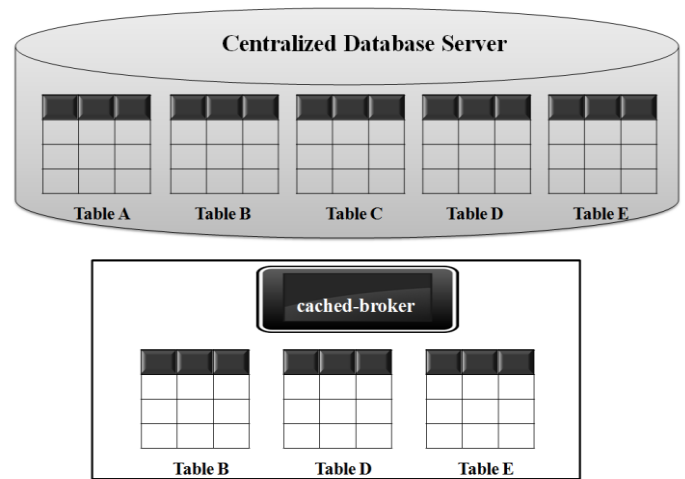 Centralized Database Server
Table A Table B Table C Table D Table E
cached-broker
Table B Table D Table E